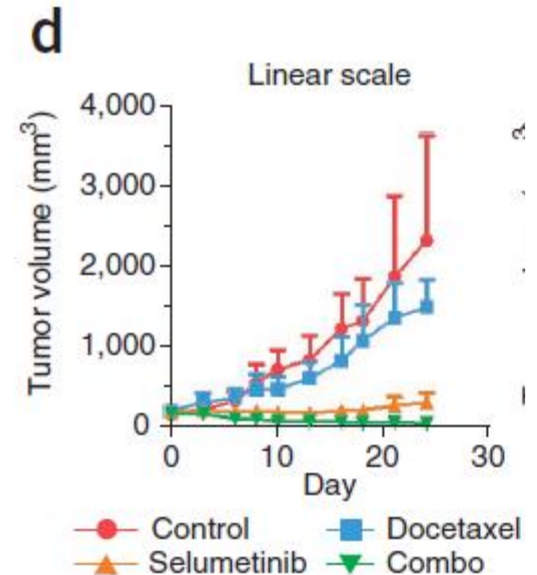 d
Linear scale
4,000
3,000
2,000
1,000
0
Tumor volume (mm³)
0 10 20 30
Day
Control Docetaxel
Selumetinib Combo